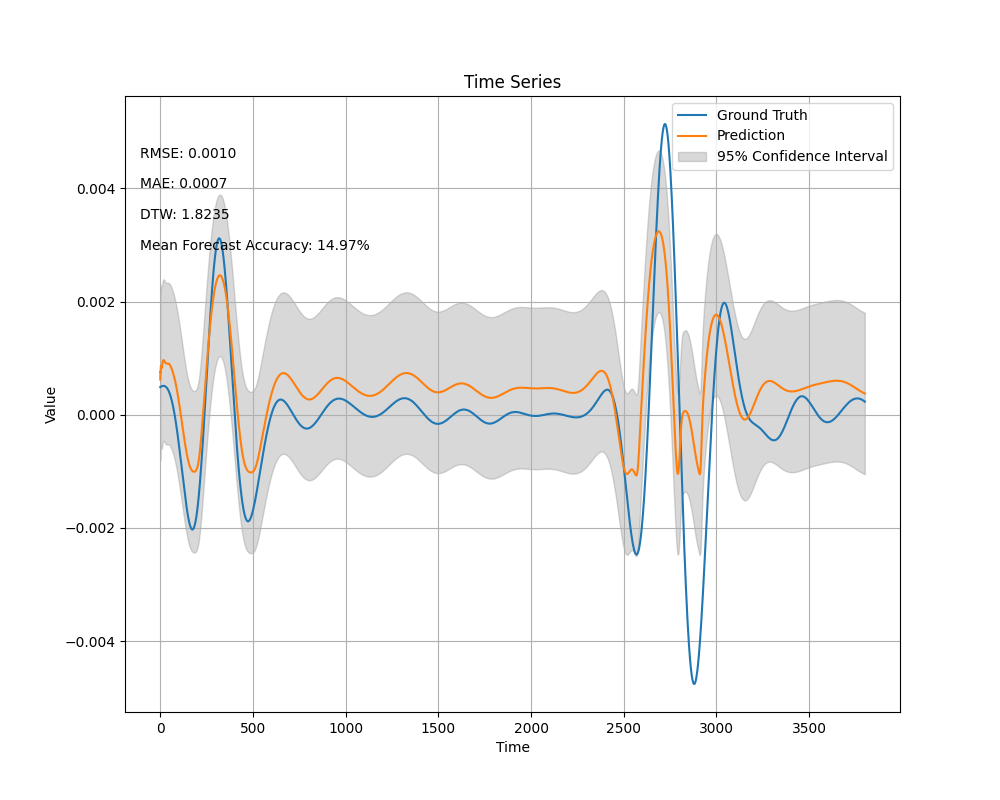 Time Series
Ground Truth
Prediction
95% Confidence Interval
RMSE: 0.0010
MAE: 0.0007
DTW: 1.8235
Mean Forecast Accuracy: 14.97%
Value
0.004
0.002
0.000
−0.002
−0.004
0 500 1000 1500 2000 2500 3000 3500
Time